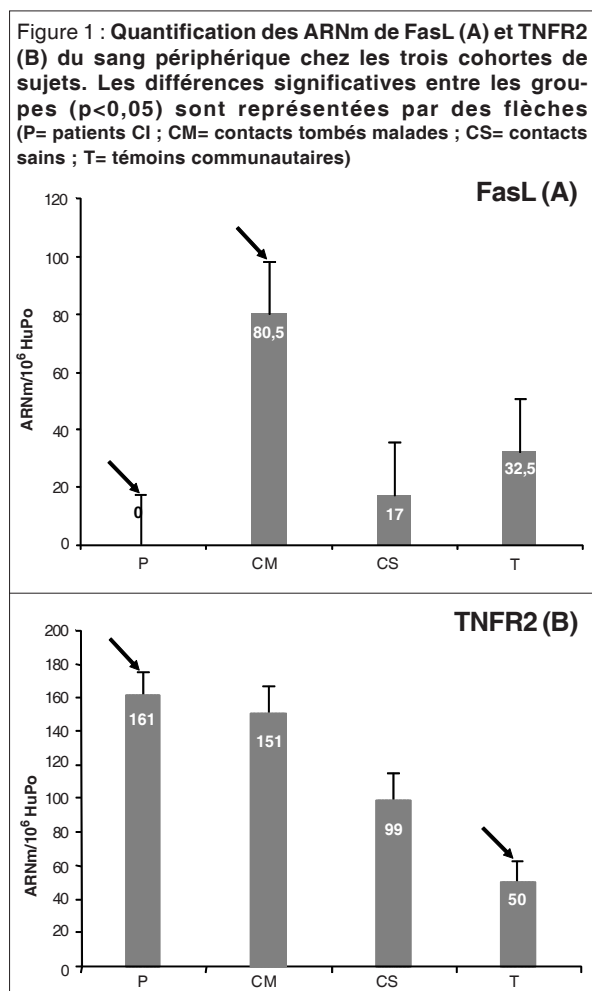 Figure 1 : Quantification des ARNm de FasL (A) et TNFR2
(B) du sang périphérique chez les trois cohortes de
sujets. Les différences significatives entre les grou-
pes (p<0,05) sont représentées par des flèches
(P= patients CI ; CM= contacts tombés malades ; CS= contacts
sains ; T= témoins communautaires)
FasL (A)
ARNm/10⁶ HuPo
120
100
80
60
40
20
0
0
80,5
17
32,5
P CM CS T
TNFR2 (B)
ARNm/10⁶ HuPo
200
180
160
140
120
100
80
60
40
20
0
161
151
99
50
P CM CS T